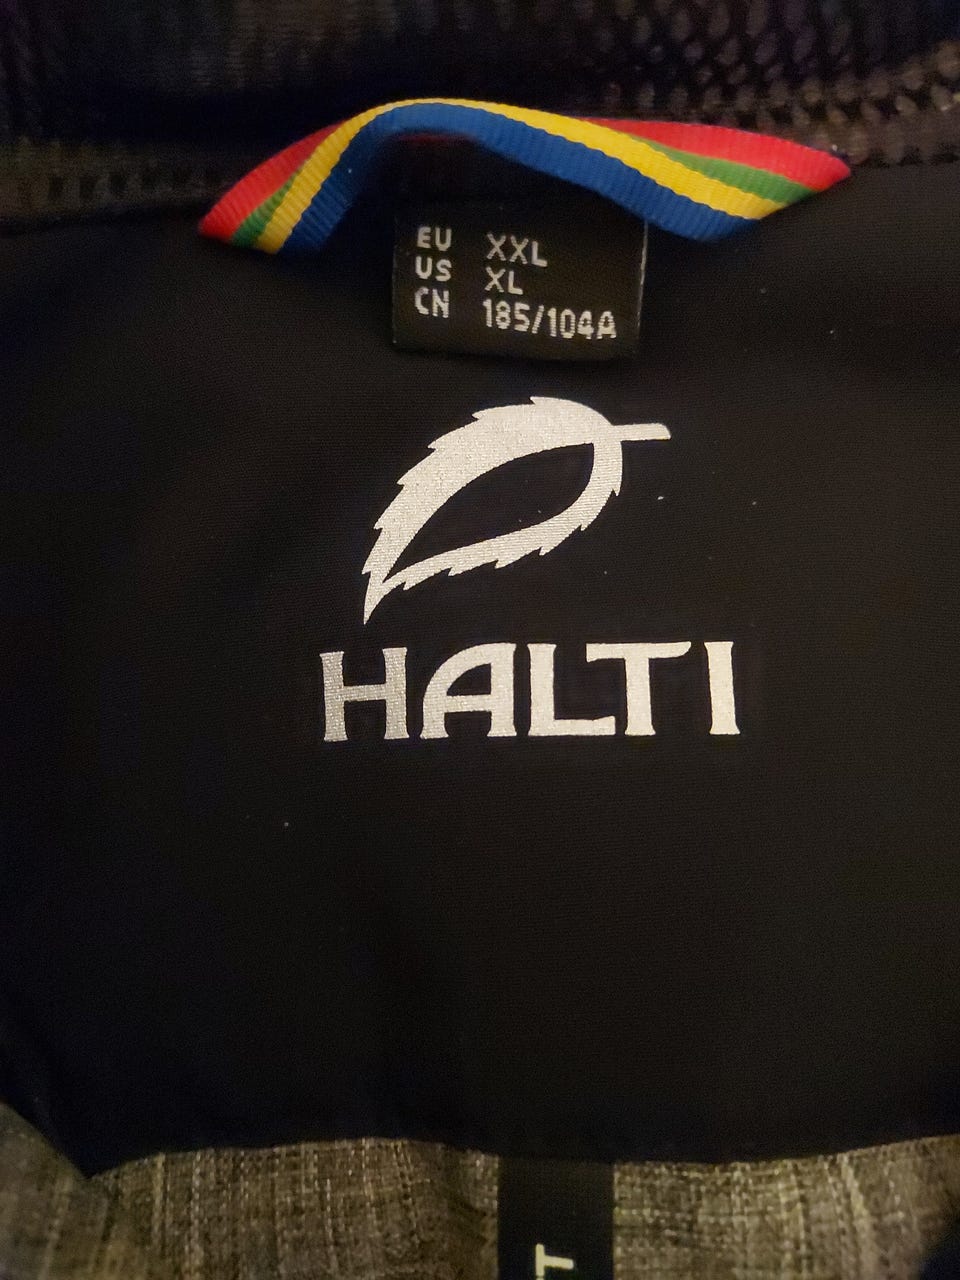 EU XXL
US XL
CN 185/104A
HALTI